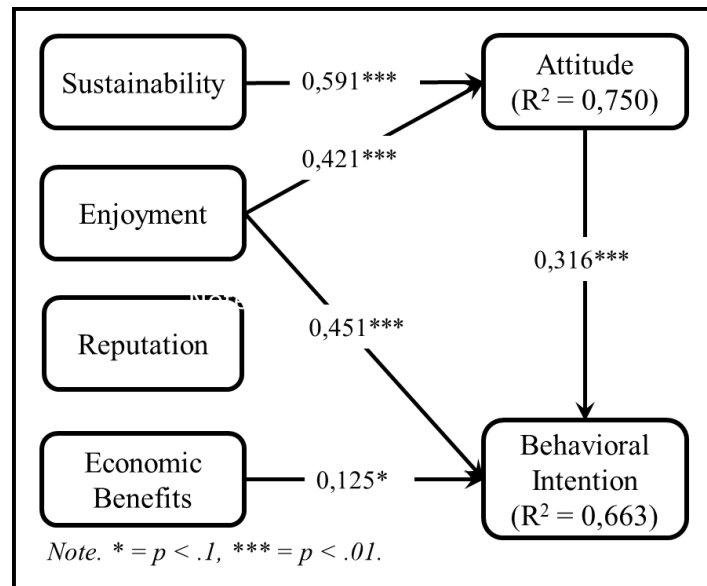 Sustainability
0,591***
Attitude
(R² = 0,750)
0,421***
Enjoyment
0,316***
Note
0,451***
Reputation
Economic
Benefits
0,125*
Behavioral
Intention
(R² = 0,663)
Note. * = p < .1, *** = p < .01.